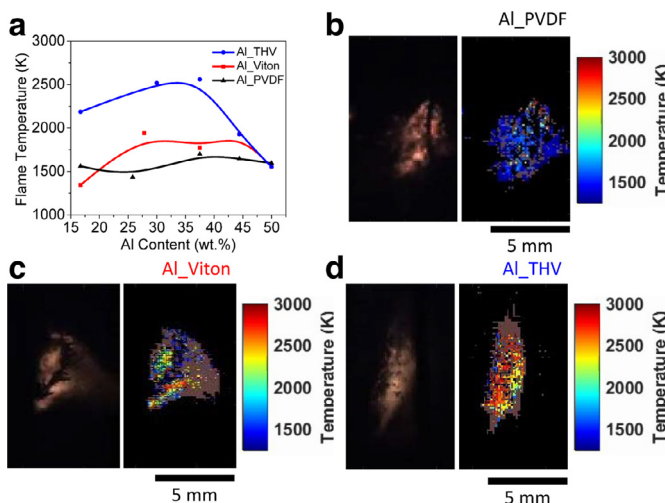 a
3000
2500
2000
1500
1000
Flame Temperature (K)
Al_THV
Al_Viton
Al_PVDF
15 20 25 30 35 40 45 50
Al Content (wt.%)
b
Al_PVDF
3000
2500
2000
1500
Temperature (K)
5 mm
c
Al_Viton
3000
2500
2000
1500
Temperature (K)
5 mm
d
Al_THV
3000
2500
2000
1500
Temperature (K)
5 mm